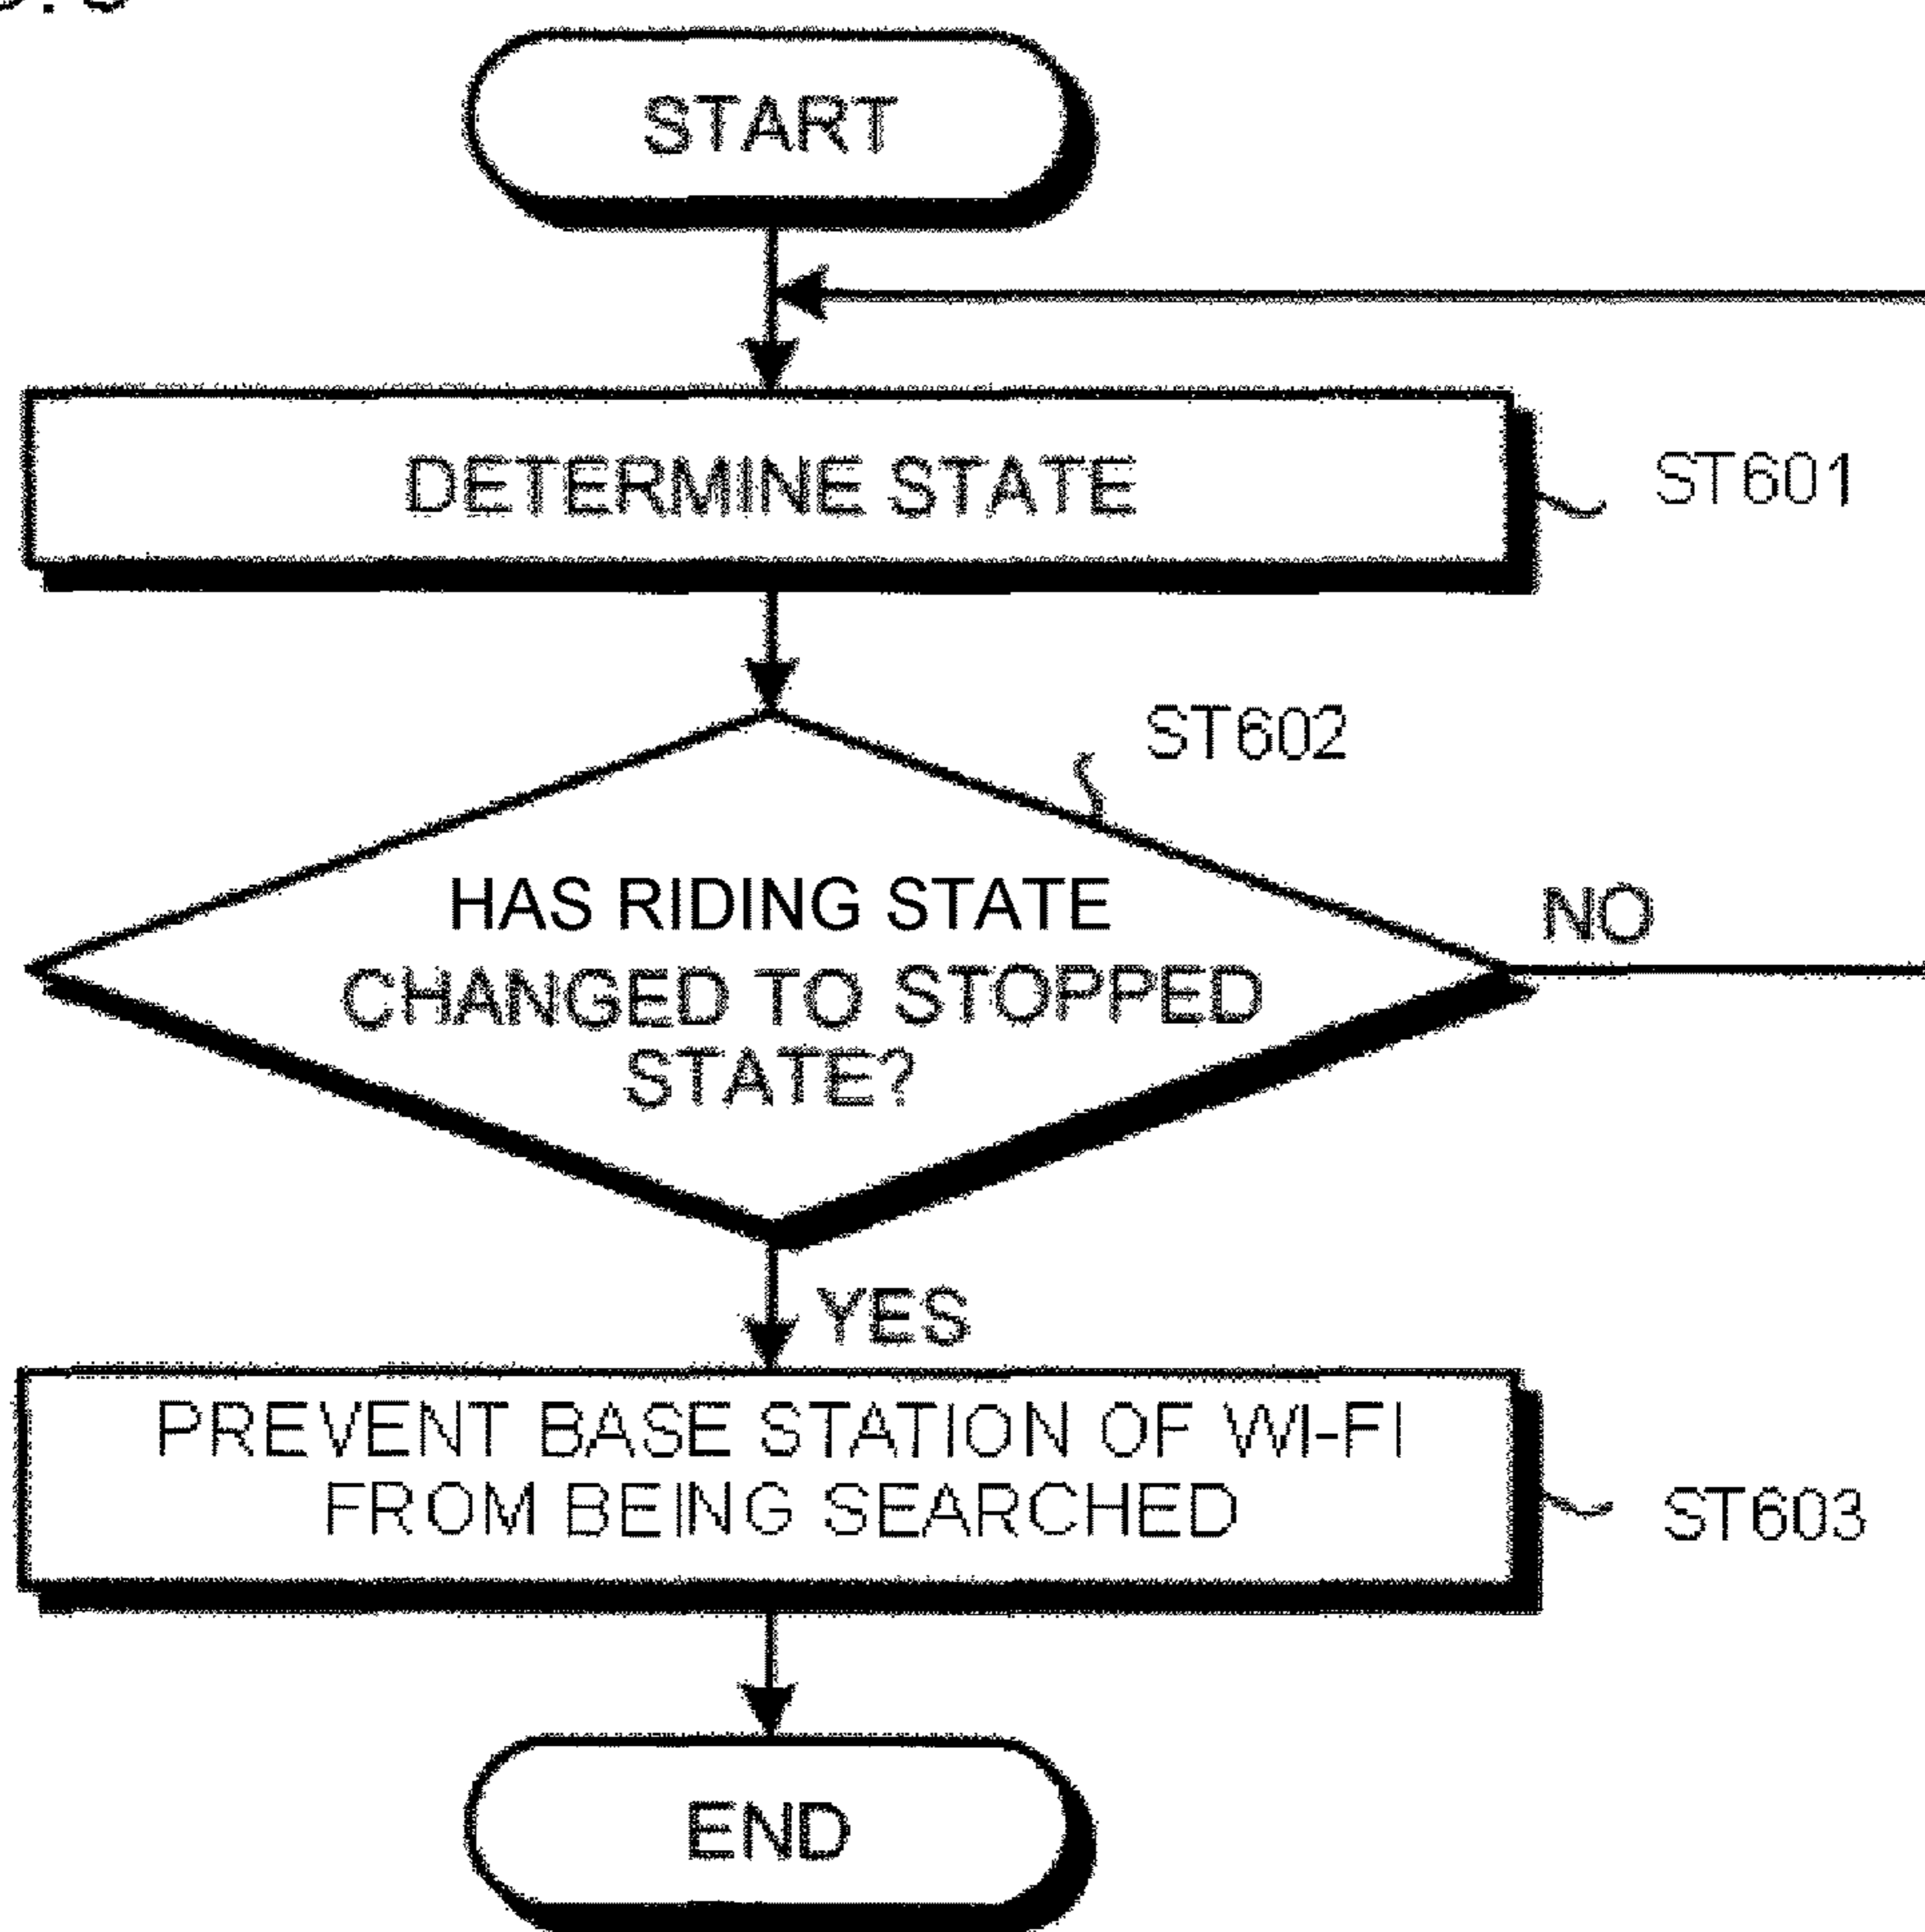 START
DETERMINE STATE
ST601
ST602
HAS RIDING STATE
CHANGED TO STOPPED
STATE?
NO
YES
PREVENT BASE STATION OF WI-FI
FROM BEING SEARCHED
ST603
END